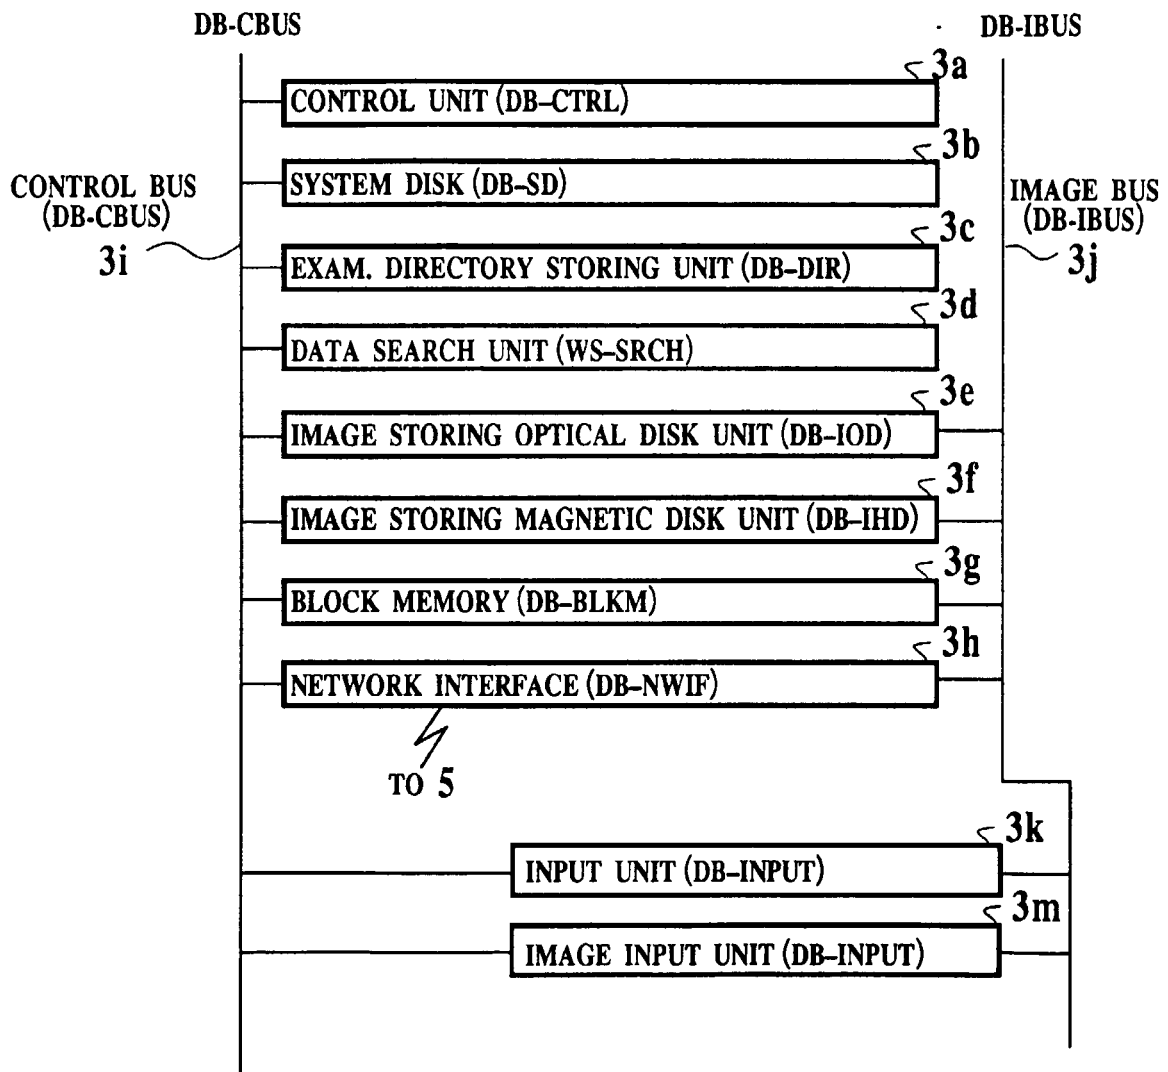 DB-CBUS
DB-IBUS
3a
CONTROL UNIT (DB-CTRL)
3b
SYSTEM DISK (DB-SD)
CONTROL BUS
(DB-CBUS)
3i
IMAGE BUS
(DB-IBUS)
3j
3c
EXAM. DIRECTORY STORING UNIT (DB-DIR)
3d
DATA SEARCH UNIT (WS-SRCH)
3e
IMAGE STORING OPTICAL DISK UNIT (DB-IOD)
3f
IMAGE STORING MAGNETIC DISK UNIT (DB-IHD)
3g
BLOCK MEMORY (DB-BLKM)
3h
NETWORK INTERFACE (DB-NWIF)
TO 5
3k
INPUT UNIT (DB-INPUT)
3m
IMAGE INPUT UNIT (DB-INPUT)